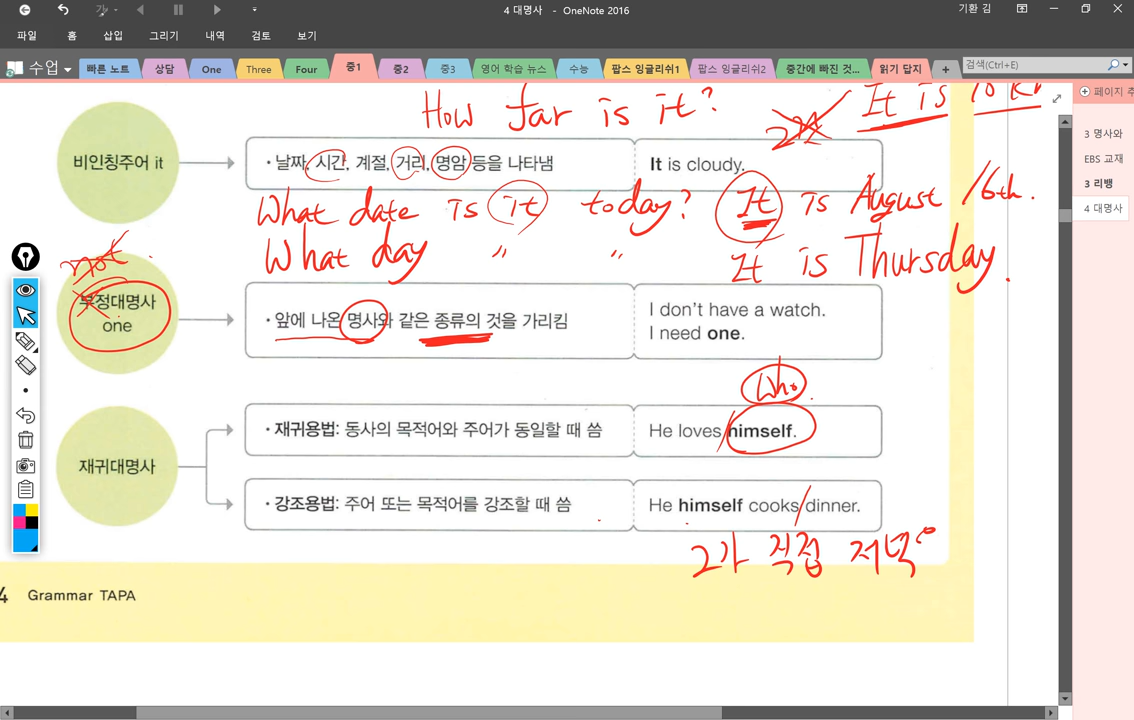 4 대명사 - OneNote 2016
기환 김
파일 홈 삽입 그리기 내역 검토 보기
수업 빠른 노트 상담 One Three Four 중1 중2 중3 영어 학습 뉴스 수능 팝스 잉글리쉬1 팝스 잉글리쉬2 중간에 빠진 것... 읽기 답지 + 검색(Ctrl+E)
페이지 추
3 명사와
EBS 교재
3 리뱅
4 대명사
How far is it? It is 10 km
비인칭주어 it
· 날짜, 시간, 계절, 거리, 명암 등을 나타냄
It is cloudy.
What date is it today? It is August 16th.
What day 〃 〃 It is Thursday.
not
부정대명사
one
앞에 나온 명사와 같은 종류의 것을 가리킴
I don't have a watch.
I need one.
who
재귀대명사
· 재귀용법: 동사의 목적어와 주어가 동일할 때 씀
He loves himself.
· 강조용법: 주어 또는 목적어를 강조할 때 씀
He himself cooks dinner.
그가 직접 저녁을
4 Grammar TAPA